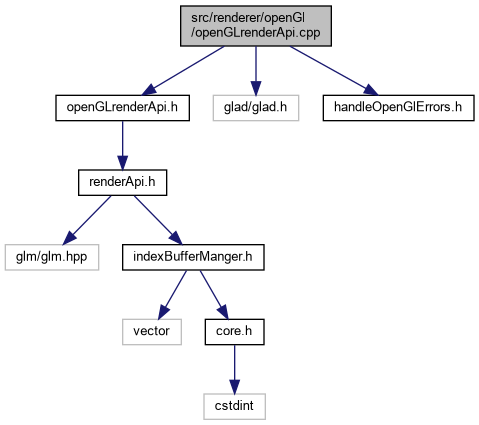 src/renderer/openGl
/openGLrenderApi.cpp
openGLrenderApi.h
glad/glad.h
handleOpenGlErrors.h
renderApi.h
glm/glm.hpp
indexBufferManger.h
vector
core.h
cstdint